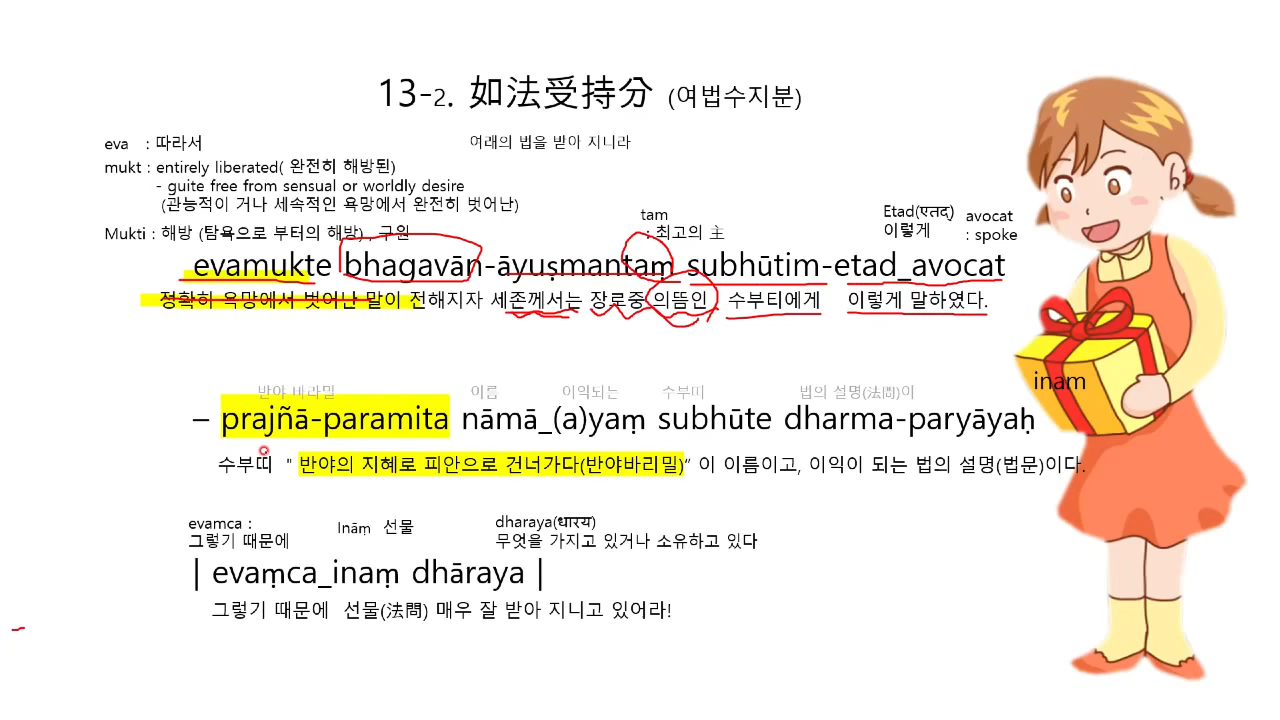 13-2. 如法受持分 (여법수지분)
eva : 따라서
여래의 법을 받아 지니라
mukt : entirely liberated( 완전히 해방된)
- guite free from sensual or worldly desire
(관능적이 거나 세속적인 욕망에서 완전히 벗어난)
Mukti : 해방 (탐욕으로 부터의 해방) , 구원
tam
: 최고의 主
Etad(एतद्)
이렇게
avocat
: spoke
evamukte bhagavān-āyuṣmantaṃ subhūtim-etad_avocat
정확히 욕망에서 벗어난 말이 전해지자 세존께서는 장로중 의뜸인 수부티에게 이렇게 말하였다.
반야 바라밀 이름 이익되는 수부띠 법의 설명(法問)이
inam
– prajñā-paramita nāmā_(a)yaṃ subhūte dharma-paryāyaḥ
수부띠 " 반야의 지혜로 피안으로 건너가다(반야바리밀)” 이 이름이고, 이익이 되는 법의 설명(법문)이다.
evamca :
그렇기 때문에
Ināṃ 선물
dharaya(धारय)
무엇을 가지고 있거나 소유하고 있다
| evaṃca_inaṃ dhāraya |
그렇기 때문에 선물(法問) 매우 잘 받아 지니고 있어라!